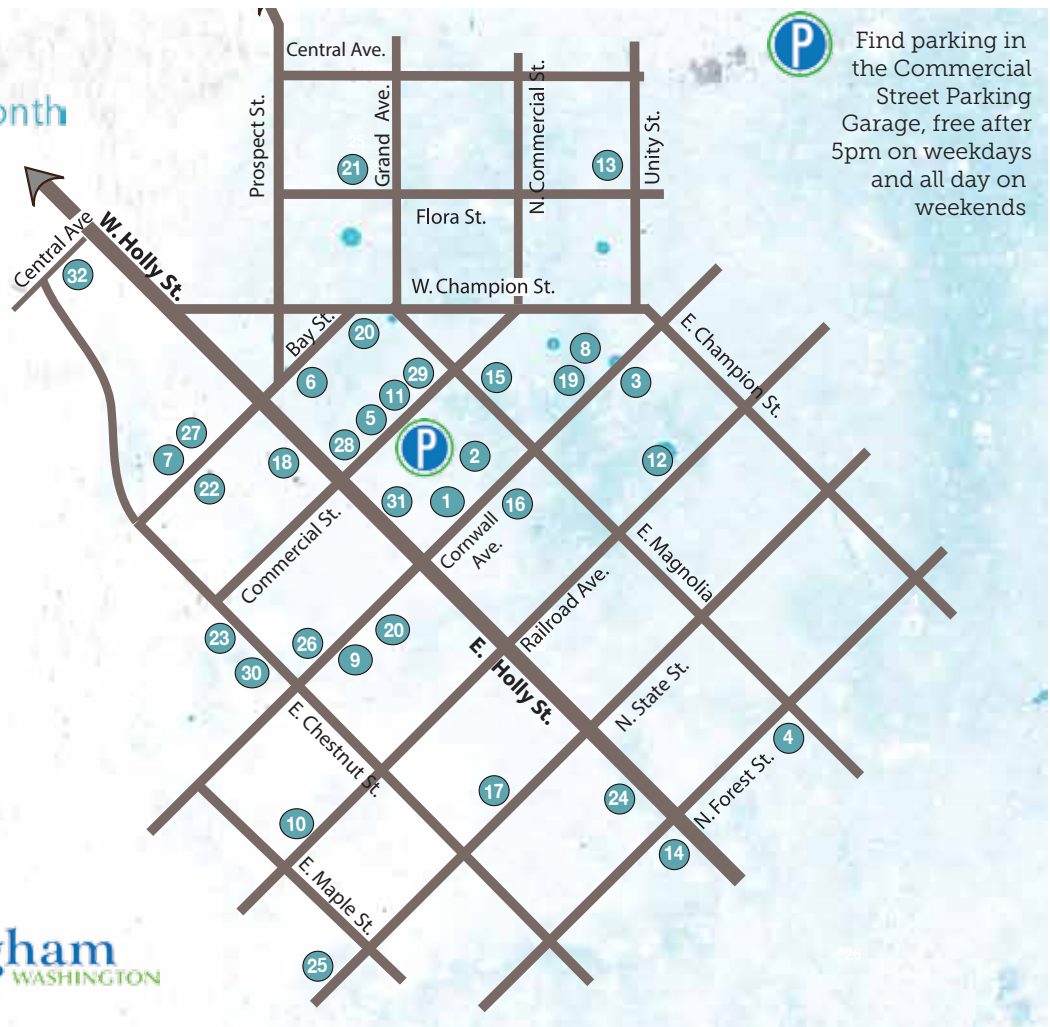 Central Ave.
Prospect St.
Grand Ave.
N. Commercial St.
Unity St.
P
Find parking in
the Commercial
Street Parking
Garage, free after
5pm on weekdays
and all day on
weekends
onth
21
13
Flora St.
Central Ave
W. Holly St.
32
W. Champion St.
Bay St.
20
6
29
11
5
28
15
8
19
3
E. Champion St.
27
7
22
18
P
2
31
1
16
12
Commercial St.
Cornwall
Ave.
E. Magnolia
Railroad Ave.
23
30
26
9
20
E. Holly St.
N. State St.
E. Chestnut St.
4
17
24
N. Forest St.
14
10
E. Maple St.
25
gham
WASHINGTON